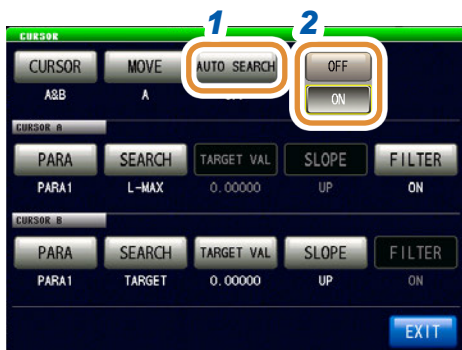 1 2
CURSOR
CURSOR MOVE AUTO SEARCH OFF
A&B A ON
CURSOR A
PARA SEARCH TARGET VAL SLOPE FILTER
PARA1 L-MAX 0.00000 UP ON
CURSOR B
PARA SEARCH TARGET VAL SLOPE FILTER
PARA1 TARGET 0.00000 UP ON
EXIT